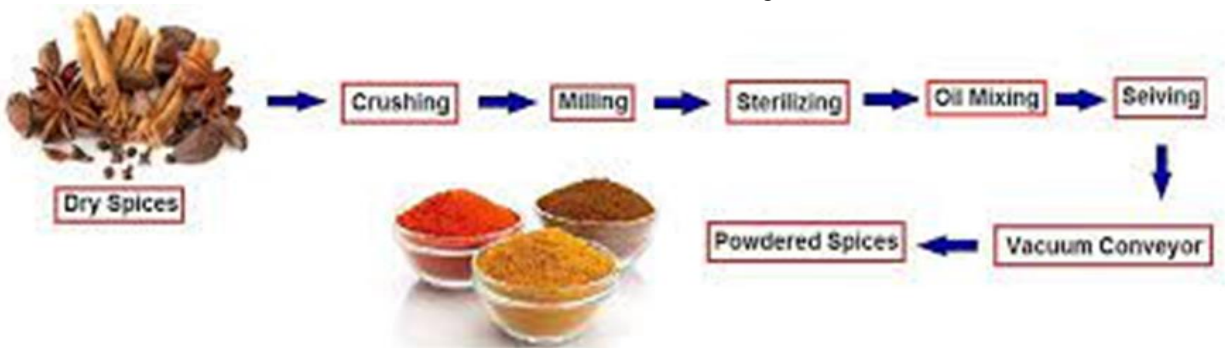 Dry Spices
Crushing
Milling
Sterilizing
Oil Mixing
Seiving
Vacuum Conveyor
Powdered Spices